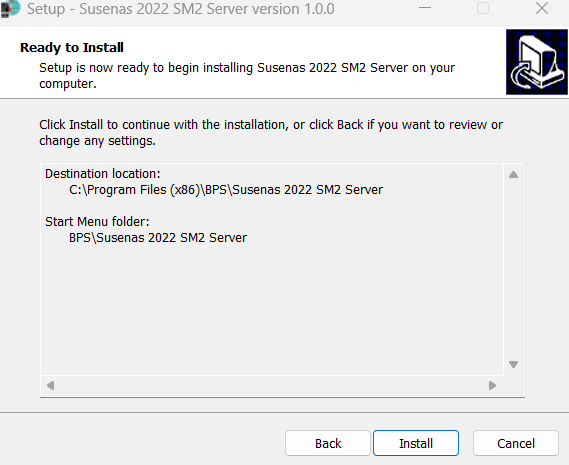 Setup - Susenas 2022 SM2 Server version 1.0.0
Ready to Install
Setup is now ready to begin installing Susenas 2022 SM2 Server on your
computer.
Click Install to continue with the installation, or click Back if you want to review or
change any settings.
Destination location:
C:\Program Files (x86)\BPS\Susenas 2022 SM2 Server
Start Menu folder:
BPS\Susenas 2022 SM2 Server
Back
Install
Cancel